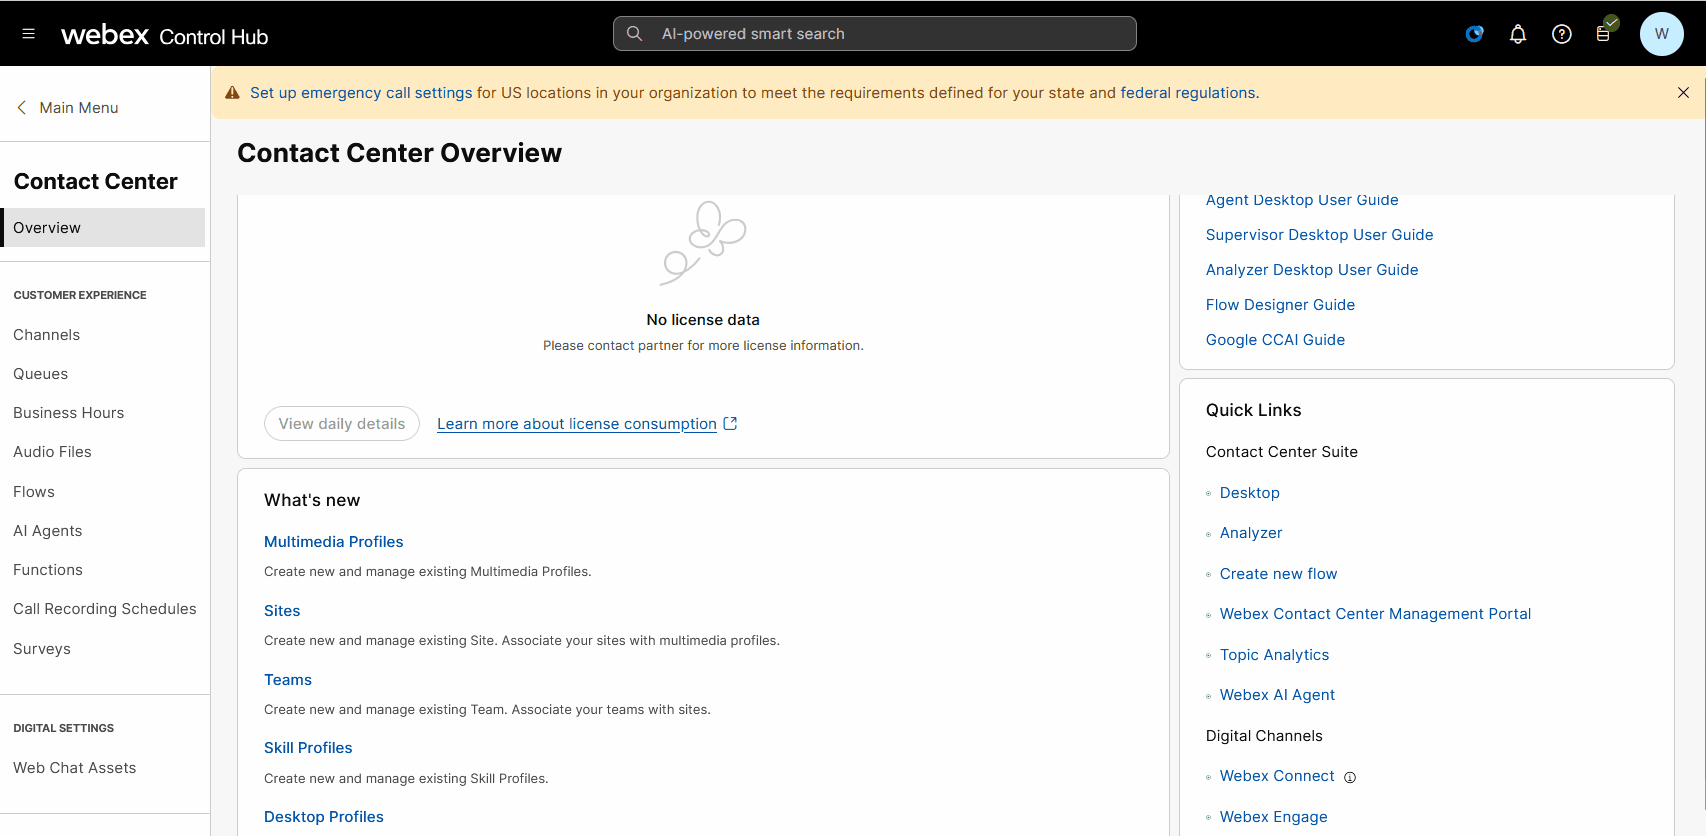 webex Control Hub
AI-powered smart search
W
Main Menu
Set up emergency call settings for US locations in your organization to meet the requirements defined for your state and federal regulations.
Contact Center
Overview
CUSTOMER EXPERIENCE
Channels
Queues
Business Hours
Audio Files
Flows
AI Agents
Functions
Call Recording Schedules
Surveys
DIGITAL SETTINGS
Web Chat Assets
Contact Center Overview
No license data
Please contact partner for more license information.
View daily details
Learn more about license consumption
What's new
Multimedia Profiles
Create new and manage existing Multimedia Profiles.
Sites
Create new and manage existing Site. Associate your sites with multimedia profiles.
Teams
Create new and manage existing Team. Associate your teams with sites.
Skill Profiles
Create new and manage existing Skill Profiles.
Desktop Profiles
Agent Desktop User Guide
Supervisor Desktop User Guide
Analyzer Desktop User Guide
Flow Designer Guide
Google CCAI Guide
Quick Links
Contact Center Suite
Desktop
Analyzer
Create new flow
Webex Contact Center Management Portal
Topic Analytics
Webex AI Agent
Digital Channels
Webex Connect
Webex Engage